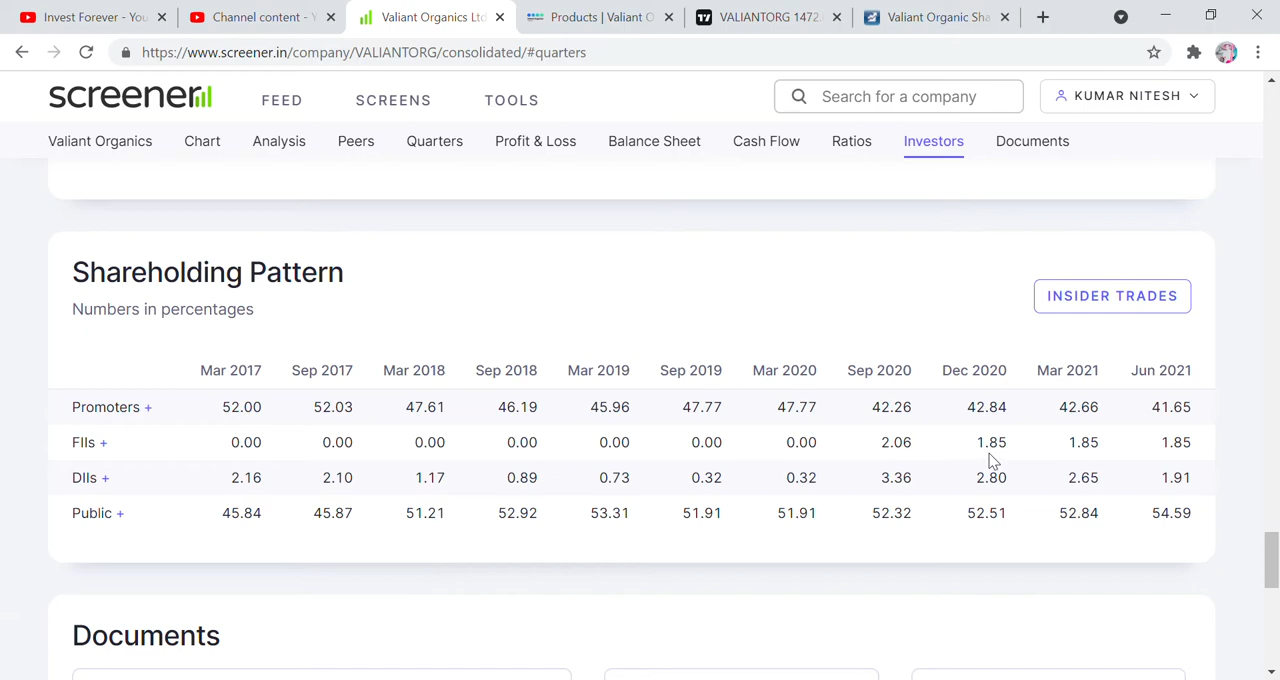 Invest Forever - You
Channel content - Y
Valiant Organics Ltd
Products | Valiant O
VALIANTORG 1472.
Valiant Organic Sha
https://www.screener.in/company/VALIANTORG/consolidated/#quarters
screener
FEED SCREENS TOOLS
Search for a company
KUMAR NITESH
Valiant Organics Chart Analysis Peers Quarters Profit & Loss Balance Sheet Cash Flow Ratios Investors Documents
Shareholding Pattern
Numbers in percentages
INSIDER TRADES
Mar 2017 Sep 2017 Mar 2018 Sep 2018 Mar 2019 Sep 2019 Mar 2020 Sep 2020 Dec 2020 Mar 2021 Jun 2021
Promoters + 52.00 52.03 47.61 46.19 45.96 47.77 47.77 42.26 42.84 42.66 41.65
FIIs + 0.00 0.00 0.00 0.00 0.00 0.00 0.00 2.06 1.85 1.85 1.85
DIIs + 2.16 2.10 1.17 0.89 0.73 0.32 0.32 3.36 2.80 2.65 1.91
Public + 45.84 45.87 51.21 52.92 53.31 51.91 51.91 52.32 52.51 52.84 54.59
Documents